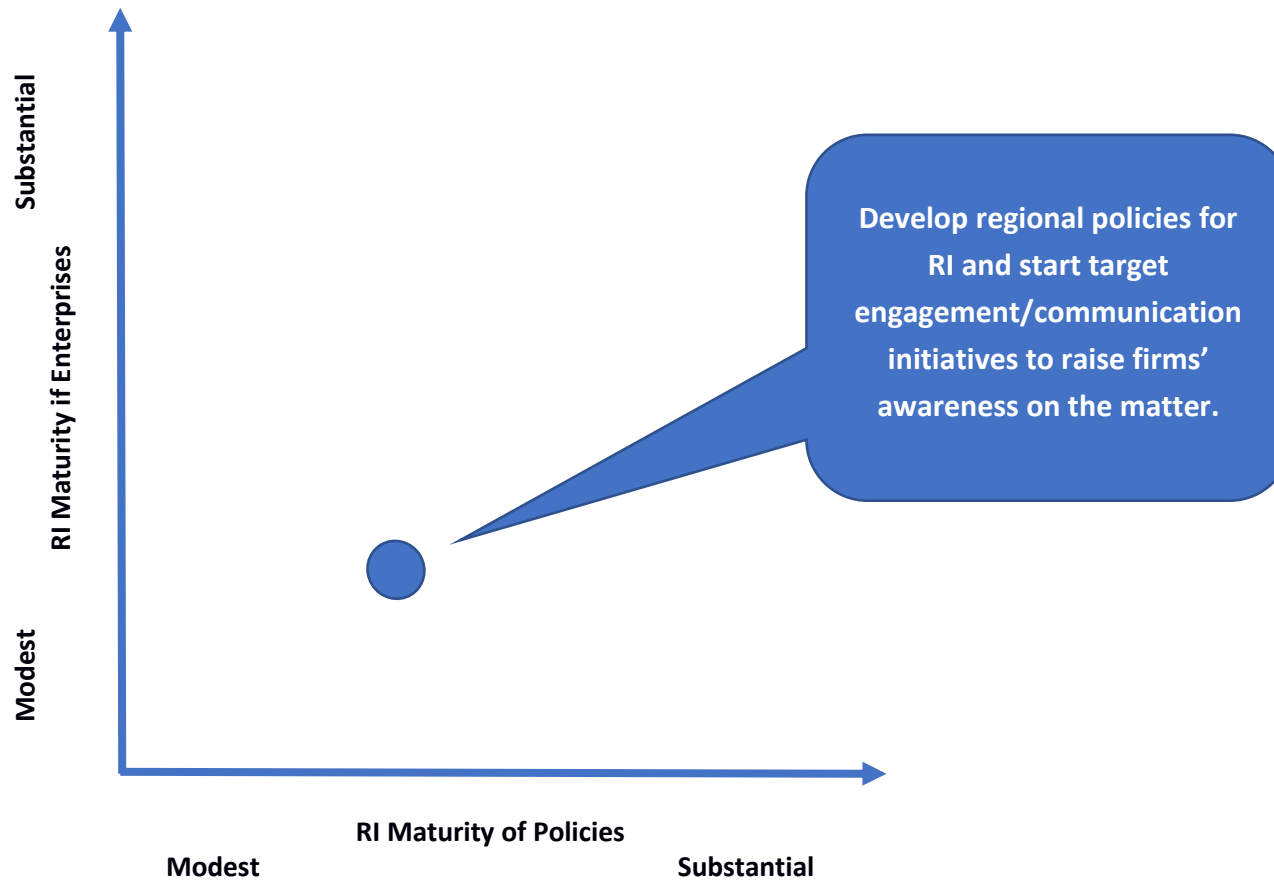 Substantial
RI Maturity if Enterprises
Modest
Develop regional policies for
RI and start target
engagement/communication
initiatives to raise firms’
awareness on the matter.
RI Maturity of Policies
Modest
Substantial